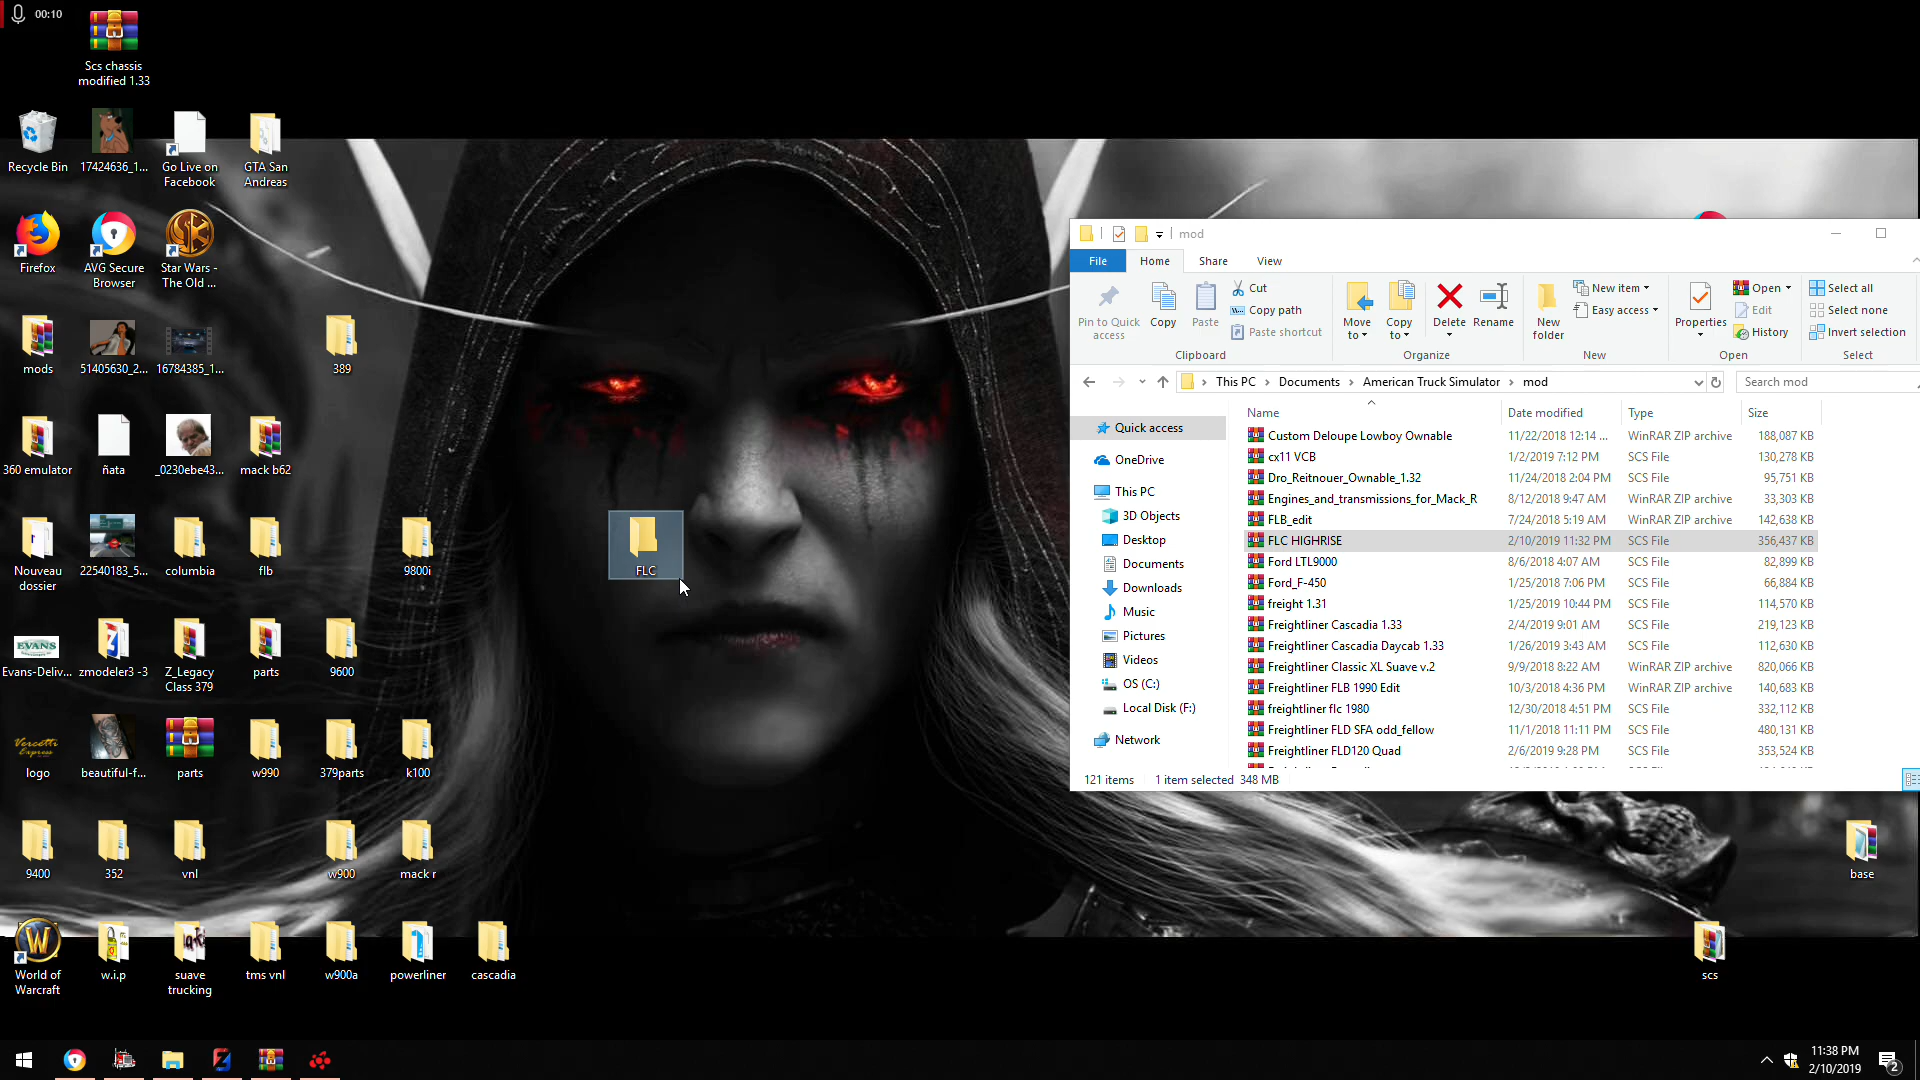 00:10
Scs chassis
modified 1.33
Recycle Bin
17424636_1...
Go Live on
Facebook
GTA San
Andreas
Firefox
AVG Secure
Browser
Star Wars -
The Old ...
mods
51405630_2...
16784385_1...
389
360 emulator
ñata
_0230ebe43...
mack b62
Nouveau
dossier
22540183_5...
columbia
flb
9800i
FLC
Evans-Deliv...
zmodeler3 -3
Z_Legacy
Class 379
parts
9600
logo
beautiful-f...
parts
w990
379parts
k100
9400
352
vnl
w900
mack r
World of
Warcraft
w.i.p
suave
trucking
tms vnl
w900a
powerliner
cascadia
base
scs
mod
File Home Share View
Pin to Quick
access
Copy
Paste
Cut
Copy path
Paste shortcut
Clipboard
Move
to
Copy
to
Delete
Rename
Organize
New
folder
New item
Easy access
New
Properties
Open
Edit
History
Open
Select all
Select none
Invert selection
Select
This PC > Documents > American Truck Simulator > mod
Search mod
Quick access
OneDrive
This PC
3D Objects
Desktop
Documents
Downloads
Music
Pictures
Videos
OS (C:)
Local Disk (F:)
Network
Name Date modified Type Size
Custom Deloupe Lowboy Ownable 11/22/2018 12:14 ... WinRAR ZIP archive 188,087 KB
cx11 VCB 1/2/2019 7:12 PM SCS File 130,278 KB
Dro_Reitnouer_Ownable_1.32 11/24/2018 2:04 PM SCS File 95,751 KB
Engines_and_transmissions_for_Mack_R 8/12/2018 9:47 AM WinRAR ZIP archive 33,303 KB
FLB_edit 7/24/2018 5:19 AM WinRAR ZIP archive 142,638 KB
FLC HIGHRISE 2/10/2019 11:32 PM SCS File 356,437 KB
Ford LTL9000 8/6/2018 4:07 AM SCS File 82,899 KB
Ford_F-450 1/25/2018 7:06 PM SCS File 66,884 KB
freight 1.31 1/25/2019 10:44 PM SCS File 114,570 KB
Freightliner Cascadia 1.33 2/4/2019 9:01 AM SCS File 219,123 KB
Freightliner Cascadia Daycab 1.33 1/26/2019 3:43 AM SCS File 112,630 KB
Freightliner Classic XL Suave v.2 9/9/2018 8:22 AM WinRAR ZIP archive 820,066 KB
Freightliner FLB 1990 Edit 10/3/2018 4:36 PM WinRAR ZIP archive 140,683 KB
freightliner flc 1980 12/30/2018 4:51 PM SCS File 332,112 KB
Freightliner FLD SFA odd_fellow 11/1/2018 11:11 PM SCS File 480,131 KB
Freightliner FLD120 Quad 2/6/2019 9:28 PM SCS File 353,524 KB
121 items 1 item selected 348 MB
11:38 PM
2/10/2019
2